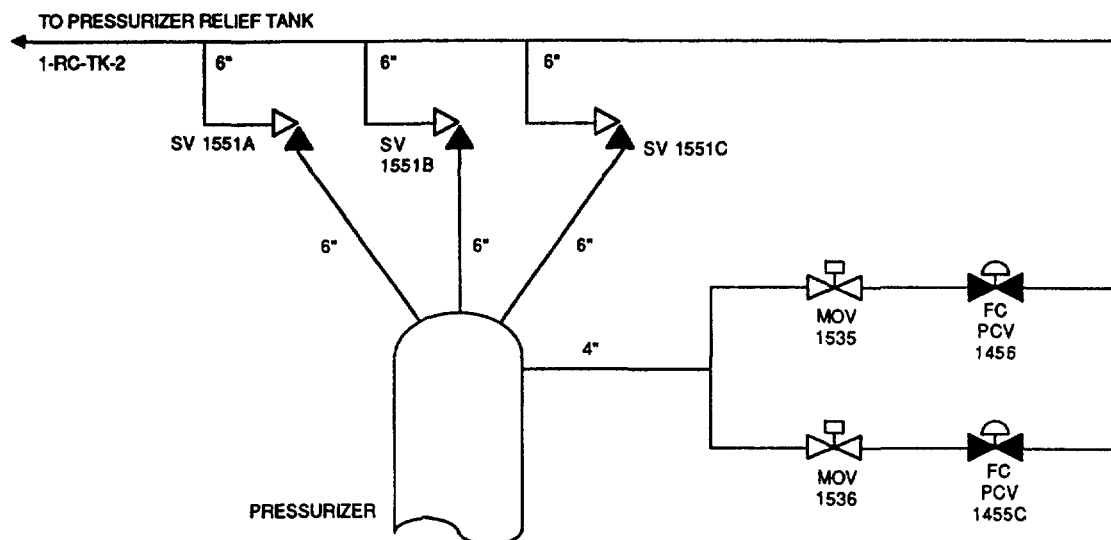 TO PRESSURIZER RELIEF TANK
1-RC-TK-2
6"
6"
6"
SV 1551A
SV
1551B
SV 1551C
6"
6"
6"
4"
MOV
1535
FC
PCV
1456
MOV
1536
FC
PCV
1455C
PRESSURIZER